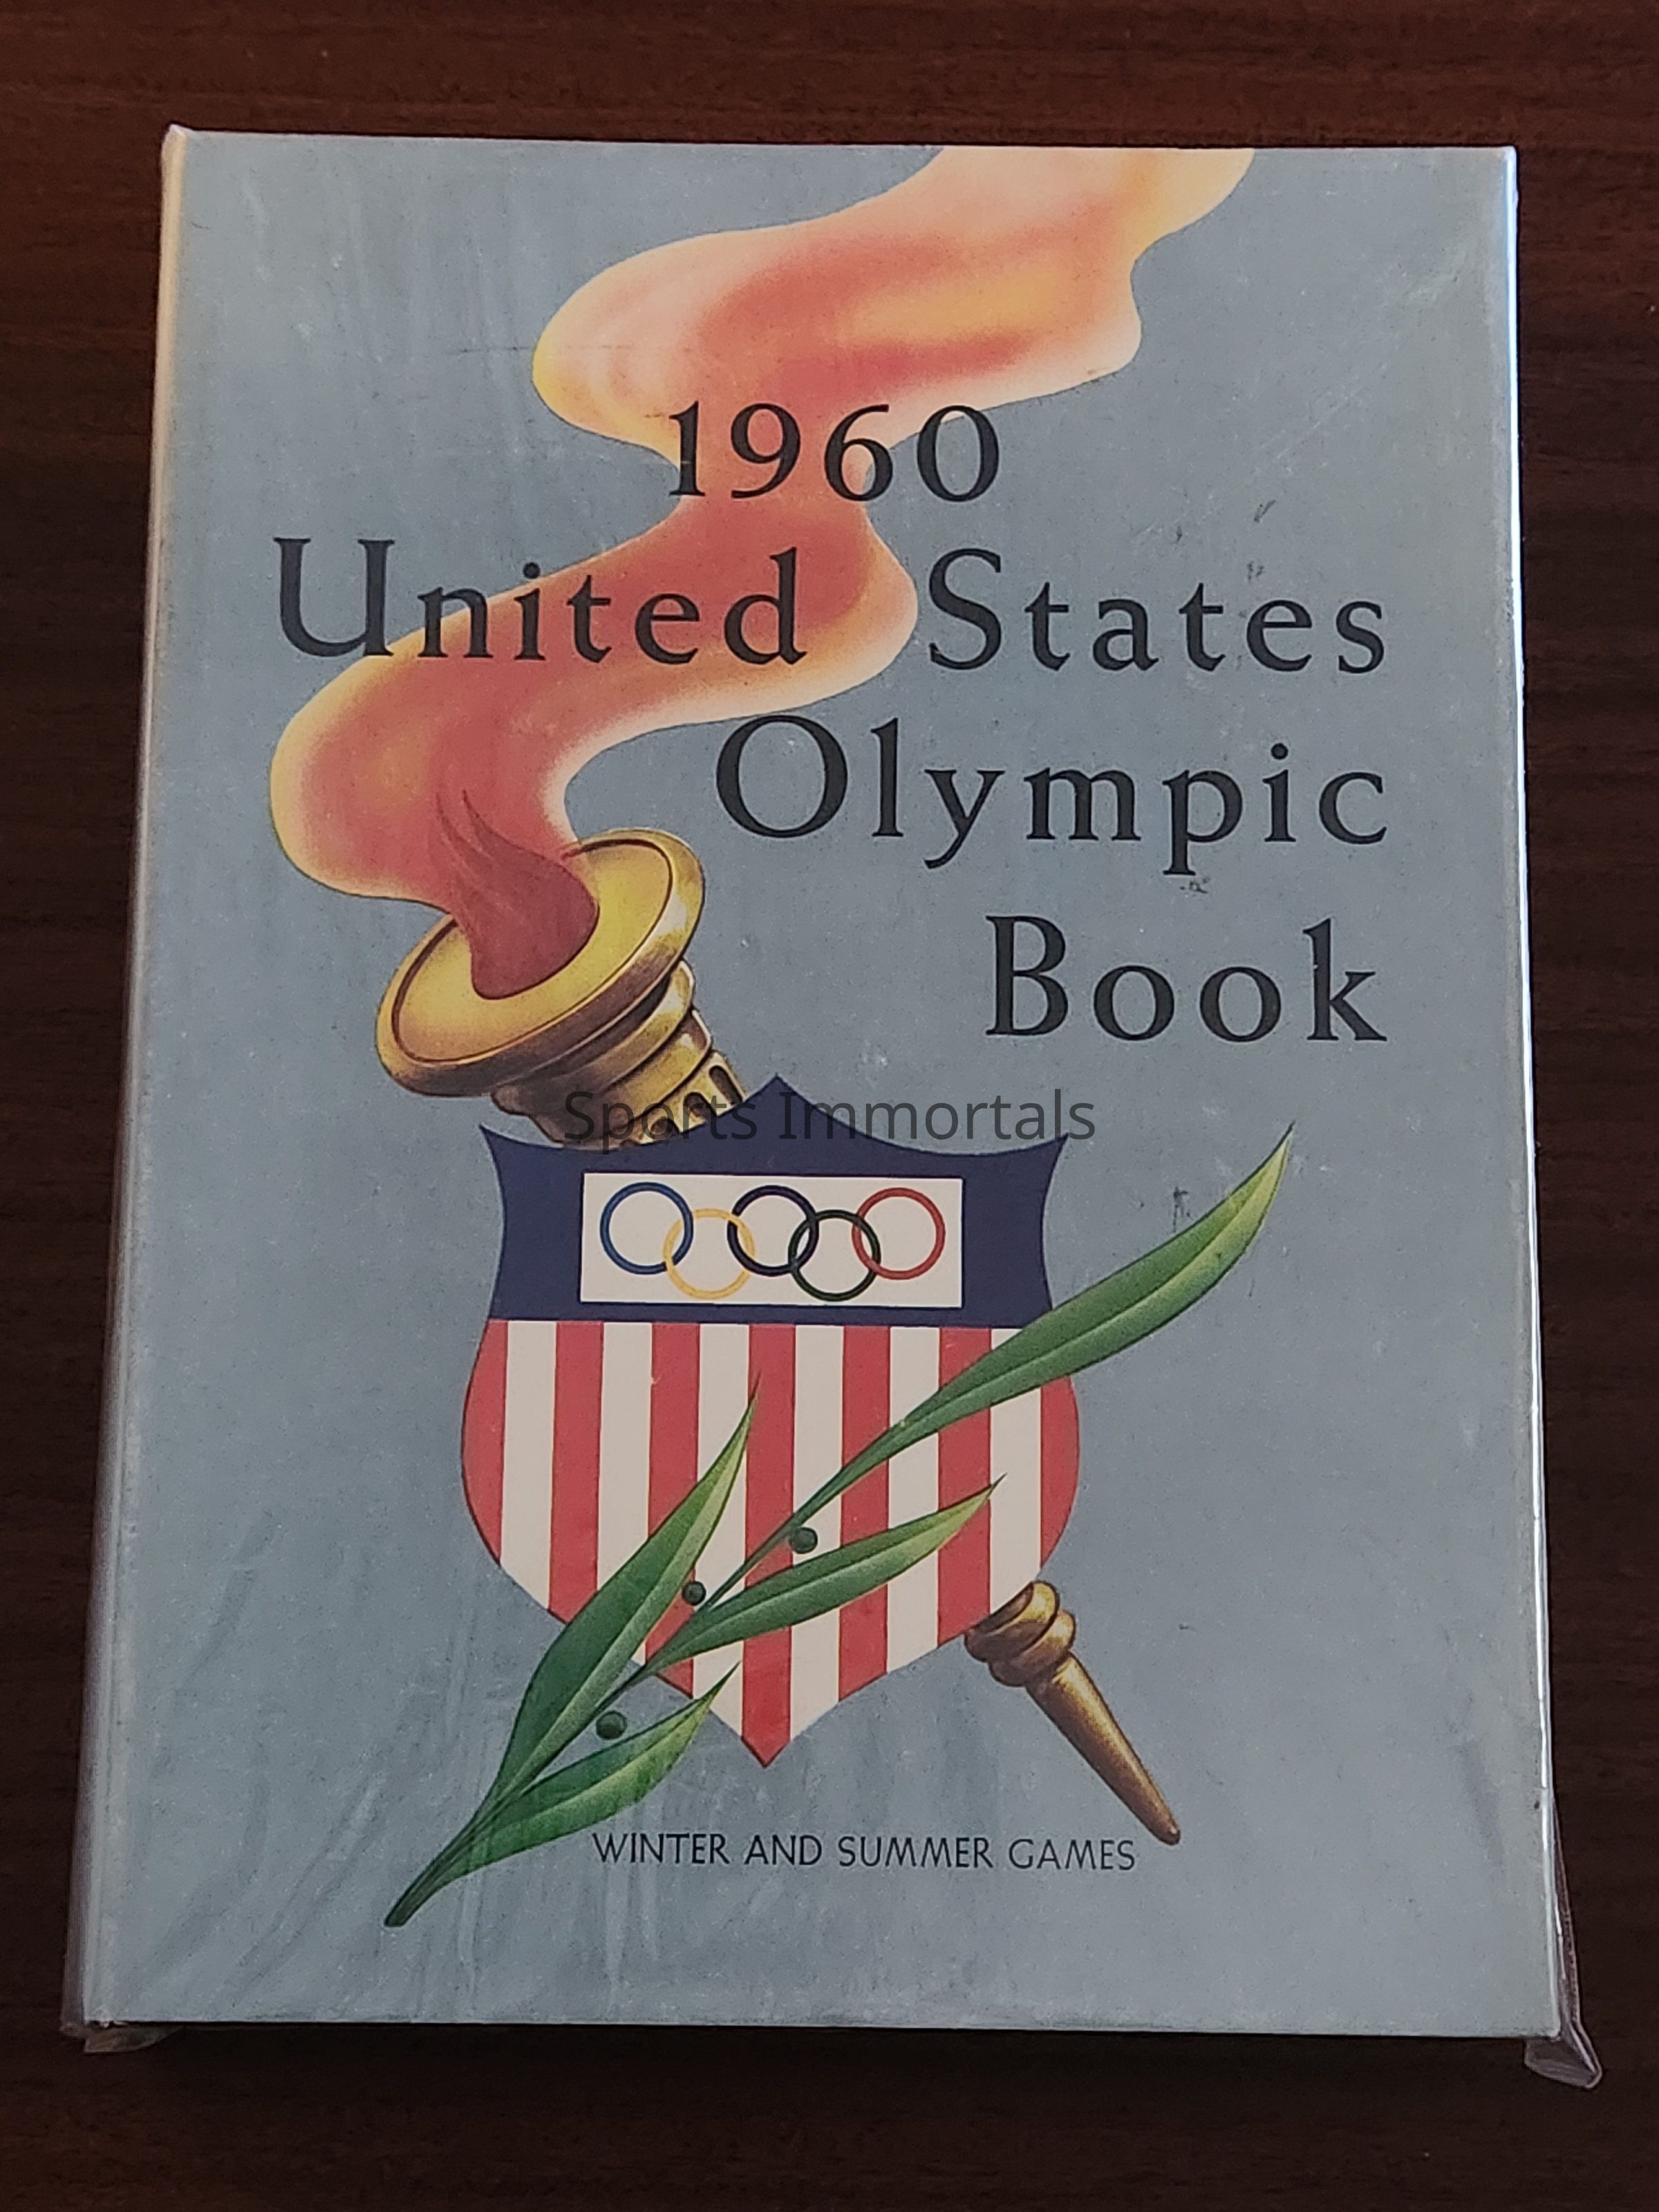 1960
United States
Olympic
Book
Sports Immortals
WINTER AND SUMMER GAMES